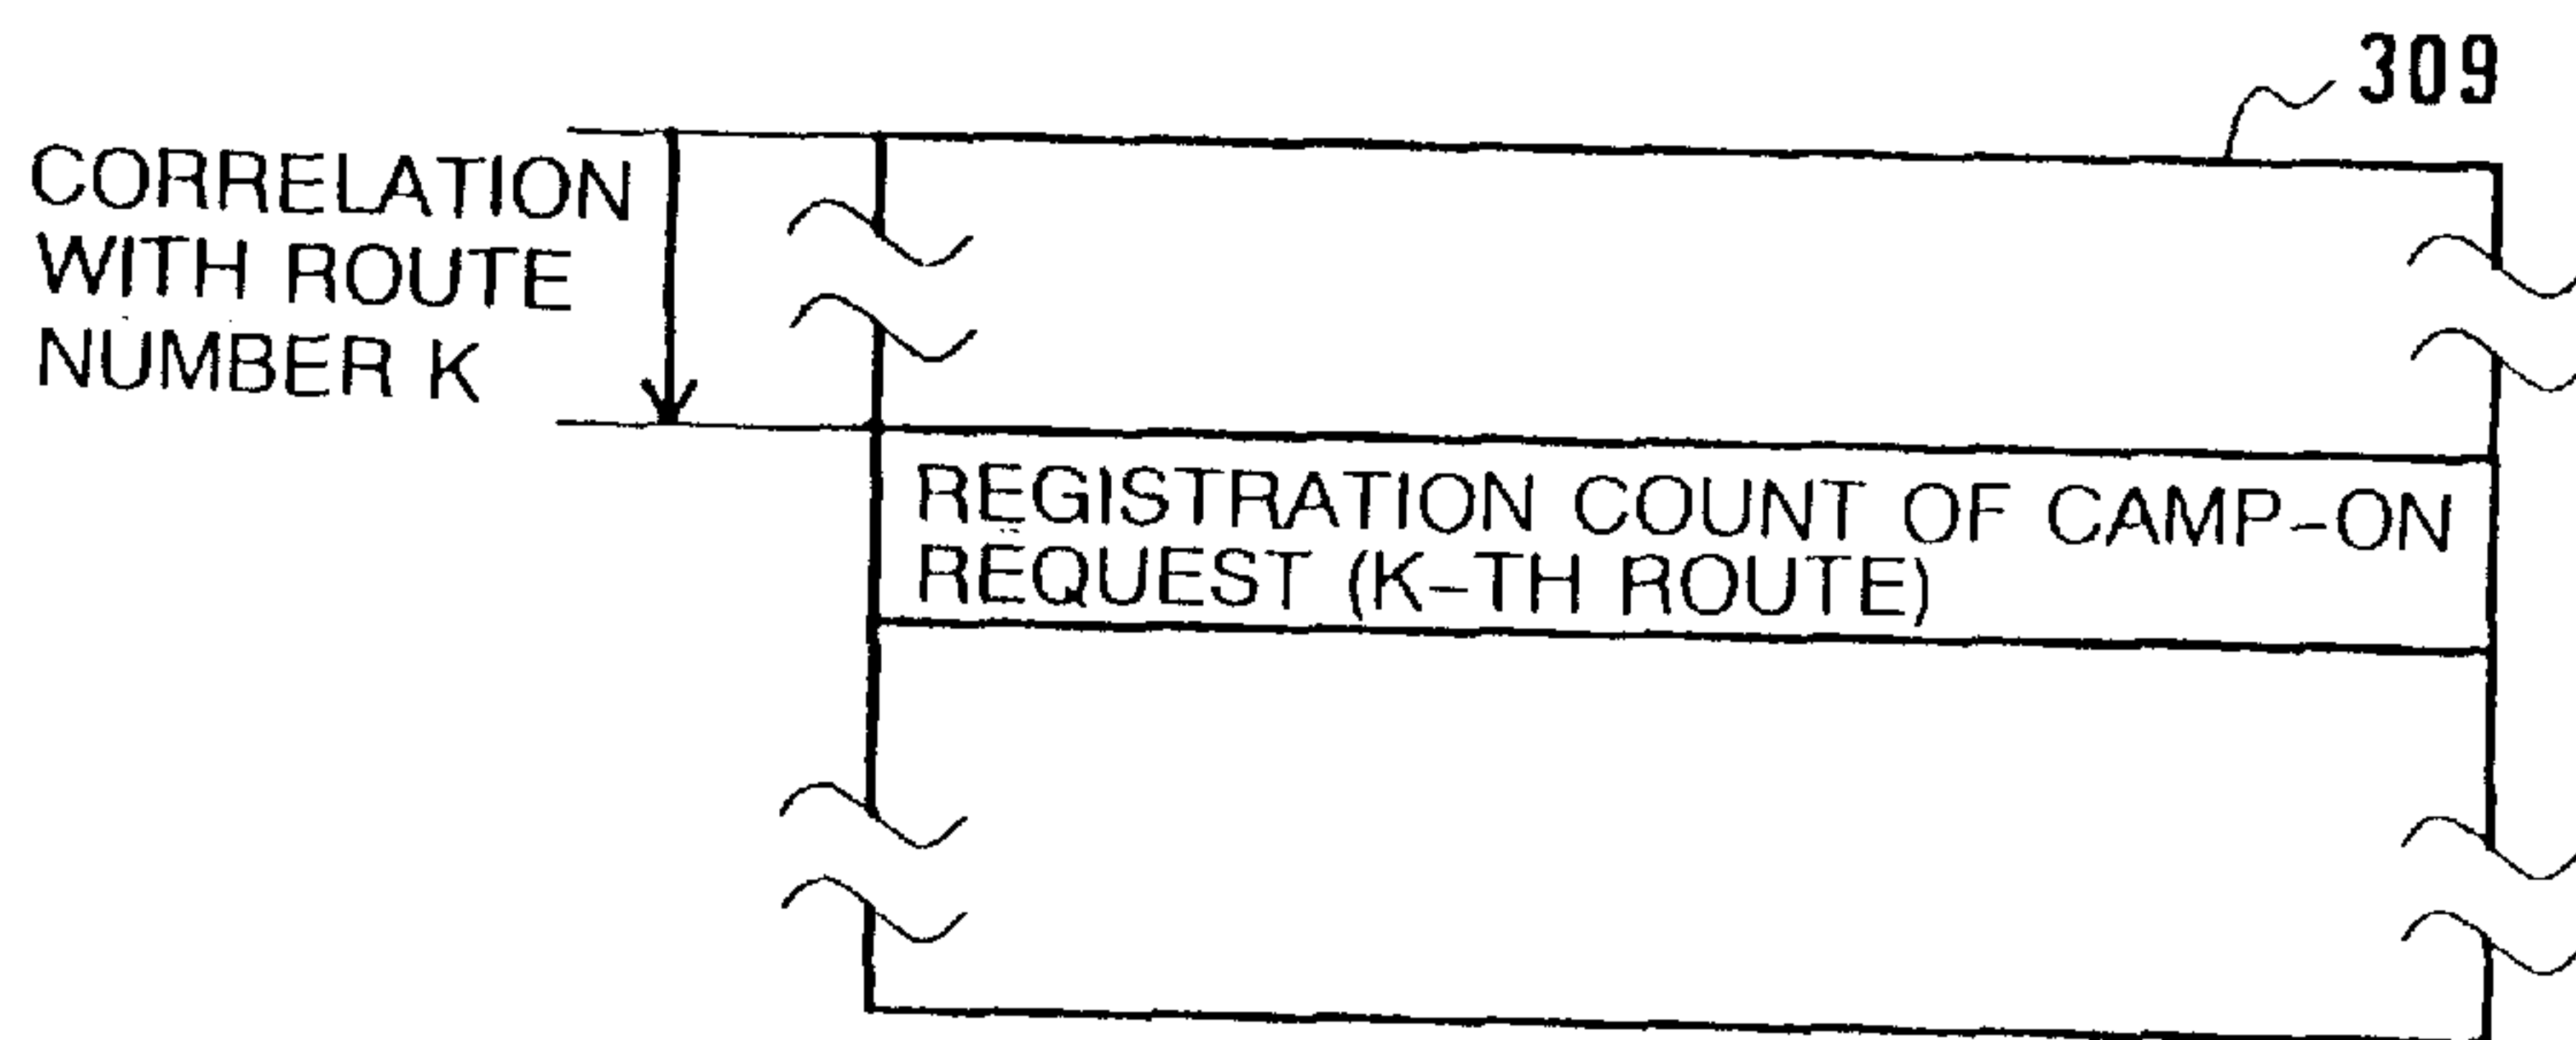 309
CORRELATION
WITH ROUTE
NUMBER K
REGISTRATION COUNT OF CAMP-ON
REQUEST (K-TH ROUTE)